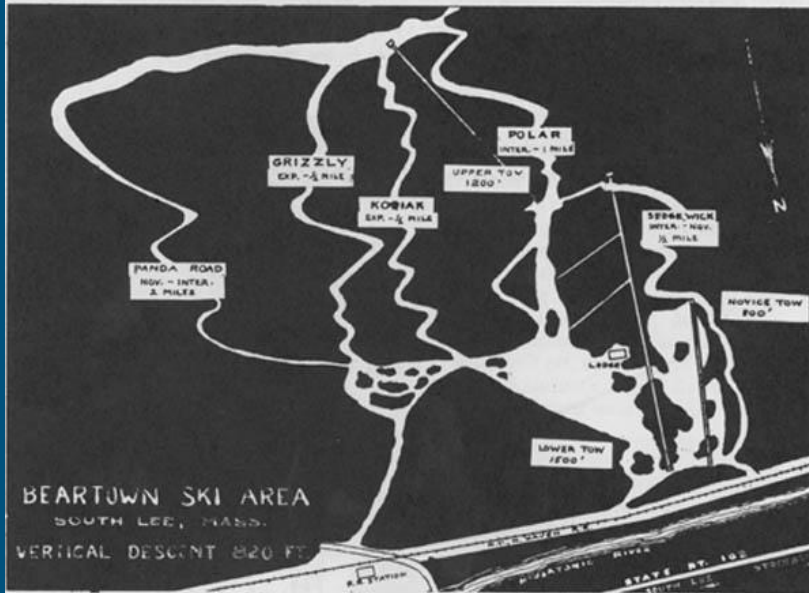 POLAR
INTER. - 1 MILE
GRIZZLY
EXP. - ½ MILE
UPPER TOW
1200'
KODIAK
EXP. - ½ MILE
SEDGEWICK
INTER. - NOV.
½ MILE
N
PANDA ROAD
NOV. - INTER.
2 MILES
NOVICE TOW
800'
LODGE
LOWER TOW
1500'
BEARTOWN SKI AREA
SOUTH LEE, MASS.
VERTICAL DESCENT 820 FT.
R.R. STATION
HOUSATONIC RIVER
STATE RT. 102
SOUTH LEE